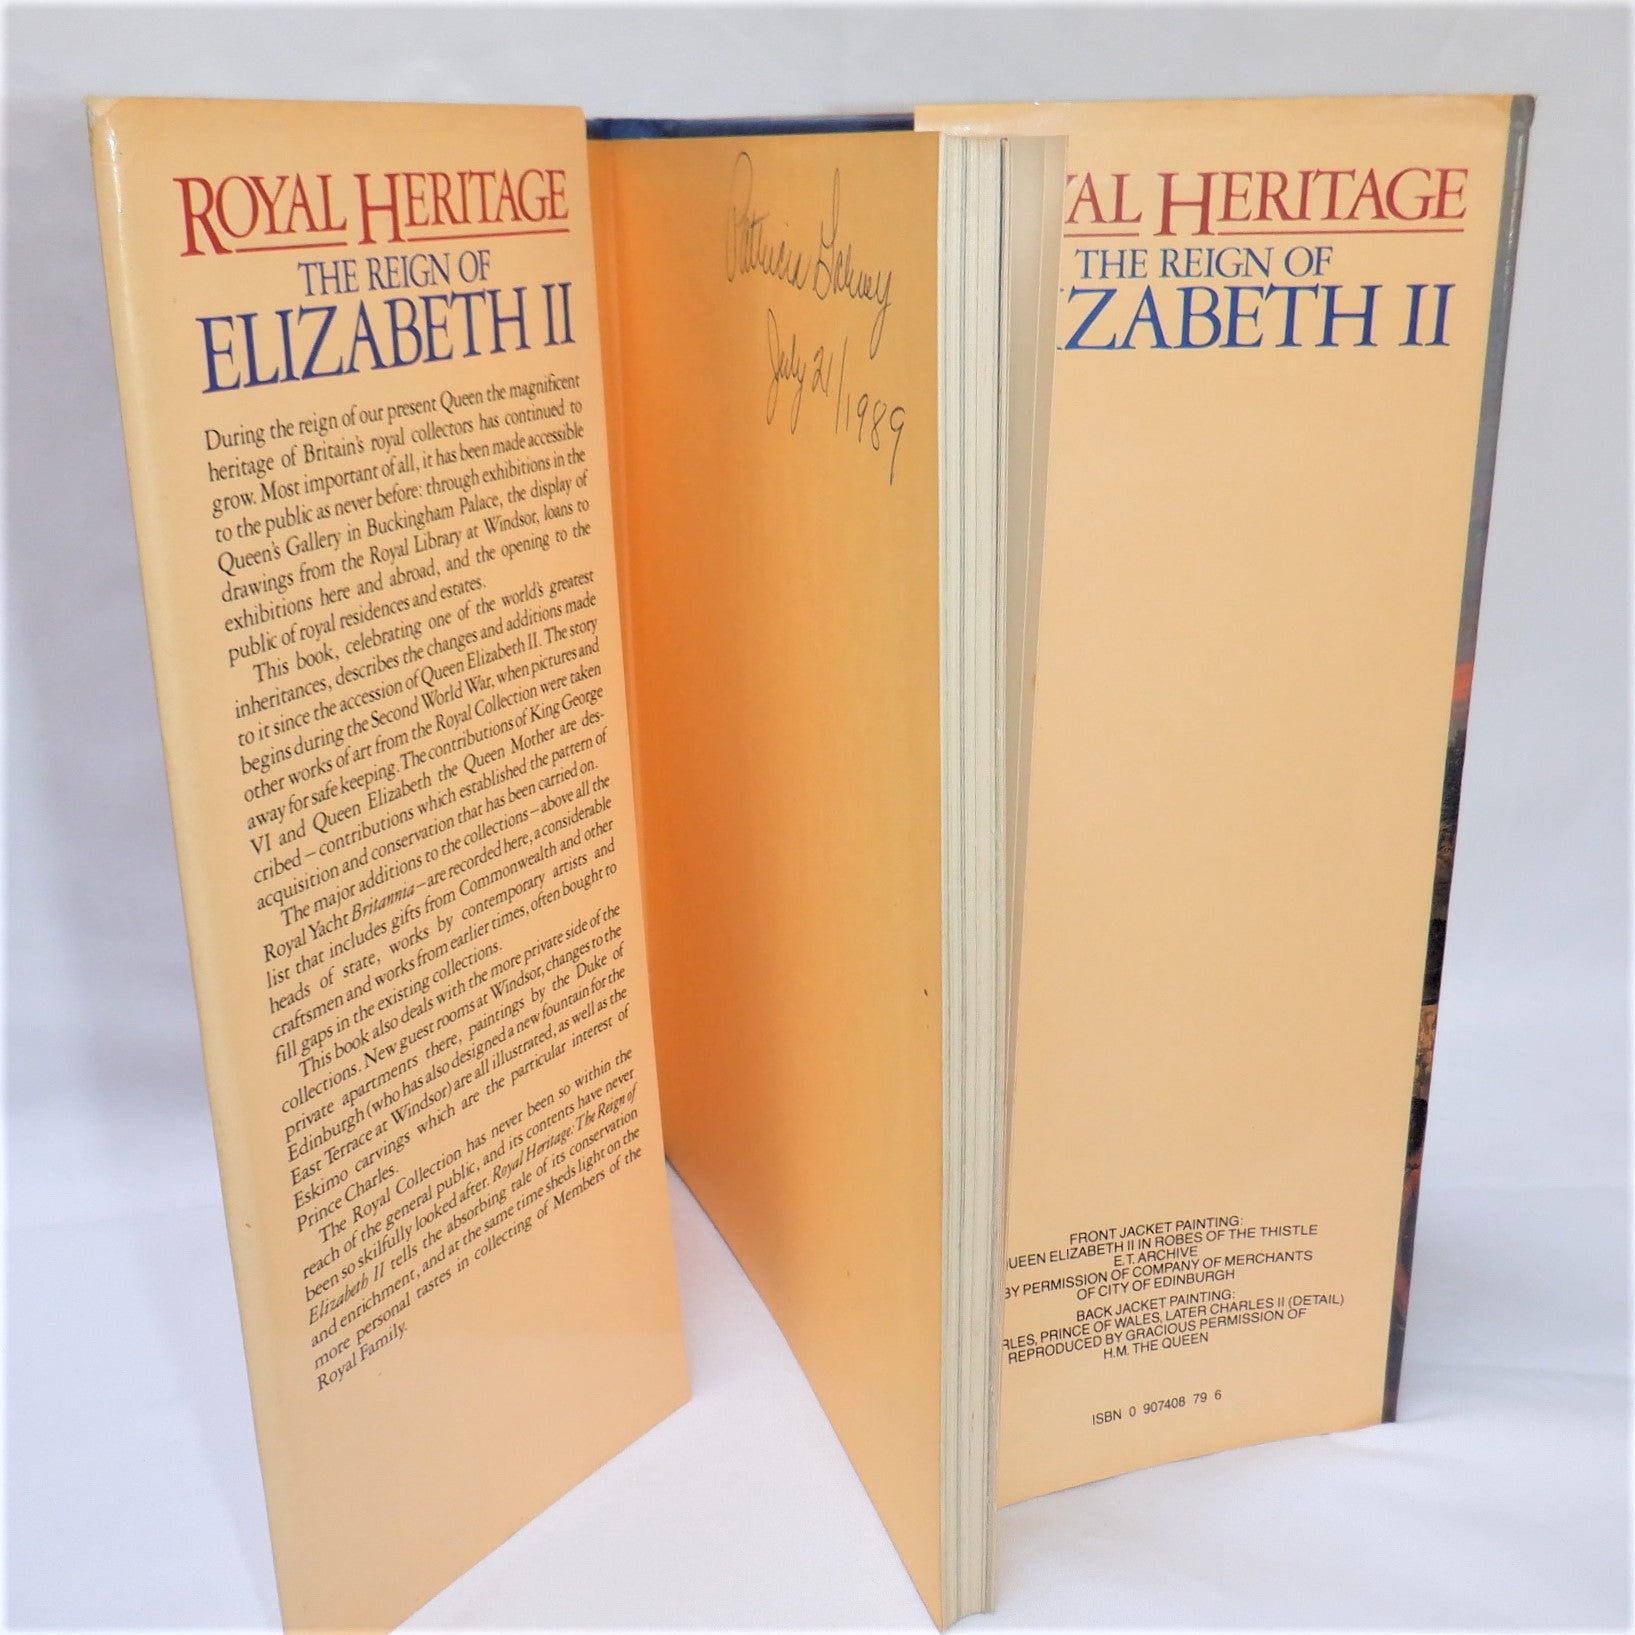 ROYAL HERITAGE
THE REIGN OF
ELIZABETH II
During the reign of our present Queen the magnificent
heritage of Britain's royal collectors has continued to
grow. Most important of all, it has been made accessible
to the public as never before: through exhibitions in the
Queen's Gallery in Buckingham Palace, the display of
drawings from the Royal Library at Windsor, loans to
exhibitions here and abroad, and the opening to the
public of royal residences and estates.
This book, celebrating one of the world's greatest
inheritances, describes the changes and additions made
to it since the accession of Queen Elizabeth II. The story
begins during the Second World War, when pictures and
other works of art from the Royal Collection were taken
away for safe keeping. The contributions of King George
VI and Queen Elizabeth the Queen Mother are des-
cribed – contributions which established the pattern of
acquisition and conservation that has been carried on.
The major additions to the collections – above all the
Royal Yacht Britannia – are recorded here, a considerable
list that includes gifts from Commonwealth and other
heads of state, works by contemporary artists and
craftsmen and works from earlier times, often bought to
fill gaps in the existing collections.
This book also deals with the more private side of the
collections. New guest rooms at Windsor, changes to the
private apartments there, paintings by the Duke of
Edinburgh (who has also designed a new fountain for the
East Terrace at Windsor) are all illustrated, as well as the
Eskimo carvings which are the particular interest of
Prince Charles.
The Royal Collection has never been so within the
reach of the general public, and its contents have never
been so skilfully looked after. Royal Heritage: The Reign of
Elizabeth II tells the absorbing tale of its conservation
and enrichment, and at the same time sheds light on the
more personal tastes in collecting of Members of the
Royal Family.
Patricia
July 21/1989
YAL HERITAGE
THE REIGN OF
IZABETH II
FRONT JACKET PAINTING:
UEEN ELIZABETH II IN ROBES OF THE THISTLE
E.T. ARCHIVE
BY PERMISSION OF COMPANY OF MERCHANTS
OF CITY OF EDINBURGH
BACK JACKET PAINTING:
RLES, PRINCE OF WALES, LATER CHARLES II (DETAIL)
REPRODUCED BY GRACIOUS PERMISSION OF
H.M. THE QUEEN
ISBN 0 907408 79 6